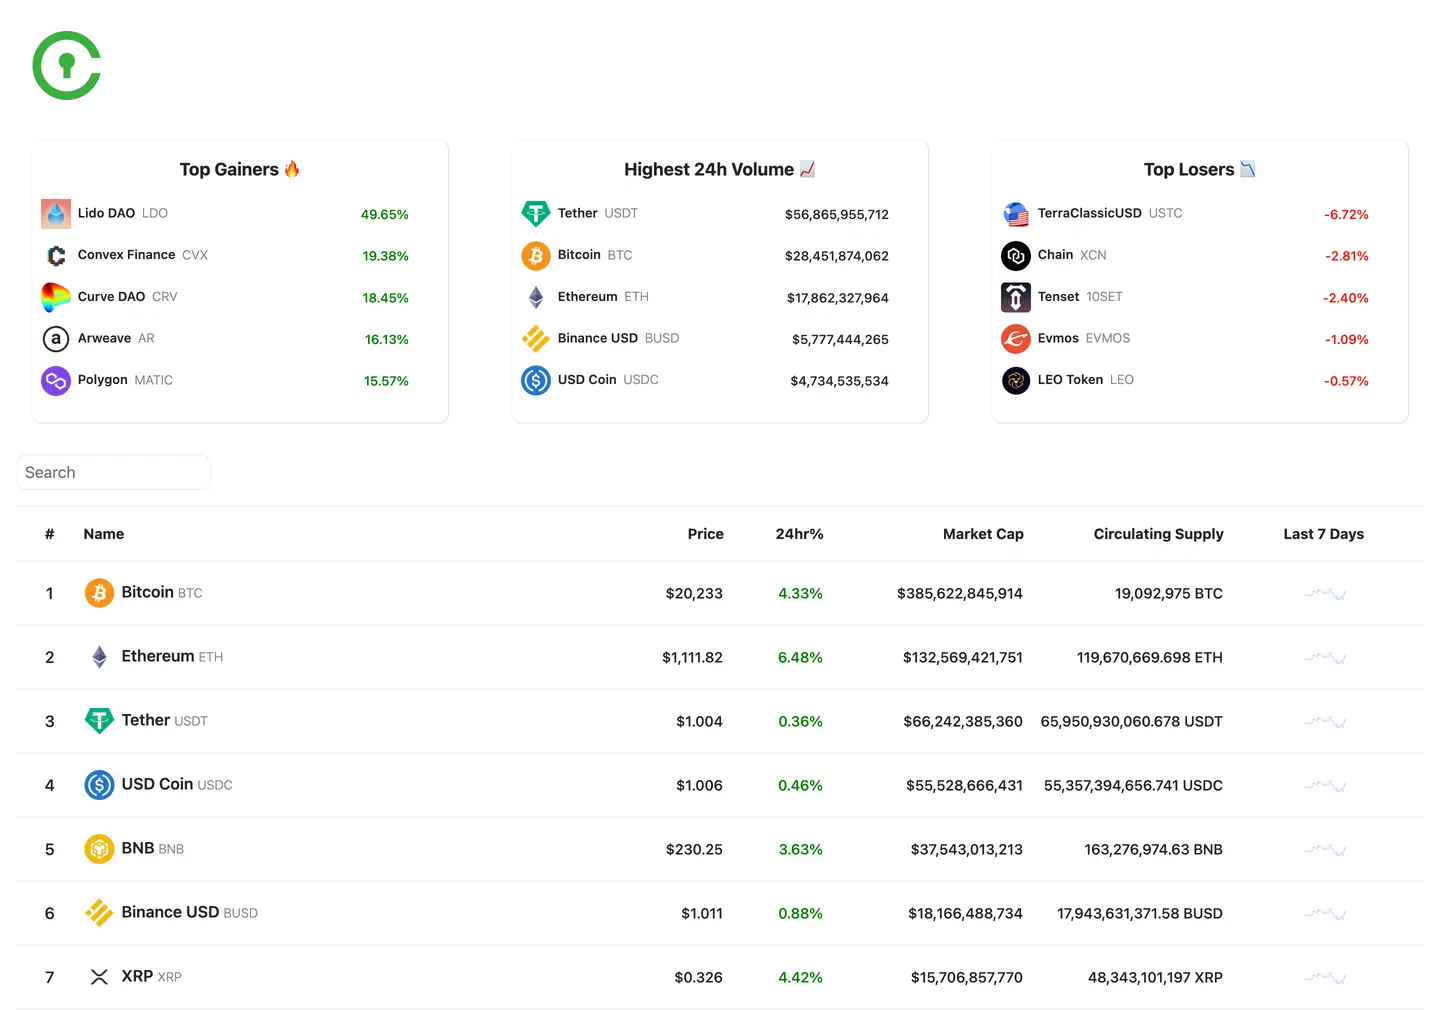 Top Gainers 🔥
Lido DAO LDO 49.65%
Convex Finance CVX 19.38%
Curve DAO CRV 18.45%
Arweave AR 16.13%
Polygon MATIC 15.57%
Highest 24h Volume 📈
Tether USDT $56,865,955,712
Bitcoin BTC $28,451,874,062
Ethereum ETH $17,862,327,964
Binance USD BUSD $5,777,444,265
USD Coin USDC $4,734,535,534
Top Losers 📉
TerraClassicUSD USTC -6.72%
Chain XCN -2.81%
Tenset 10SET -2.40%
Evmos EVMOS -1.09%
LEO Token LEO -0.57%
Search
# Name Price 24hr% Market Cap Circulating Supply Last 7 Days
1 Bitcoin BTC $20,233 4.33% $385,622,845,914 19,092,975 BTC
2 Ethereum ETH $1,111.82 6.48% $132,569,421,751 119,670,669.698 ETH
3 Tether USDT $1.004 0.36% $66,242,385,360 65,950,930,060.678 USDT
4 USD Coin USDC $1.006 0.46% $55,528,666,431 55,357,394,656.741 USDC
5 BNB BNB $230.25 3.63% $37,543,013,213 163,276,974.63 BNB
6 Binance USD BUSD $1.011 0.88% $18,166,488,734 17,943,631,371.58 BUSD
7 XRP XRP $0.326 4.42% $15,706,857,770 48,343,101,197 XRP